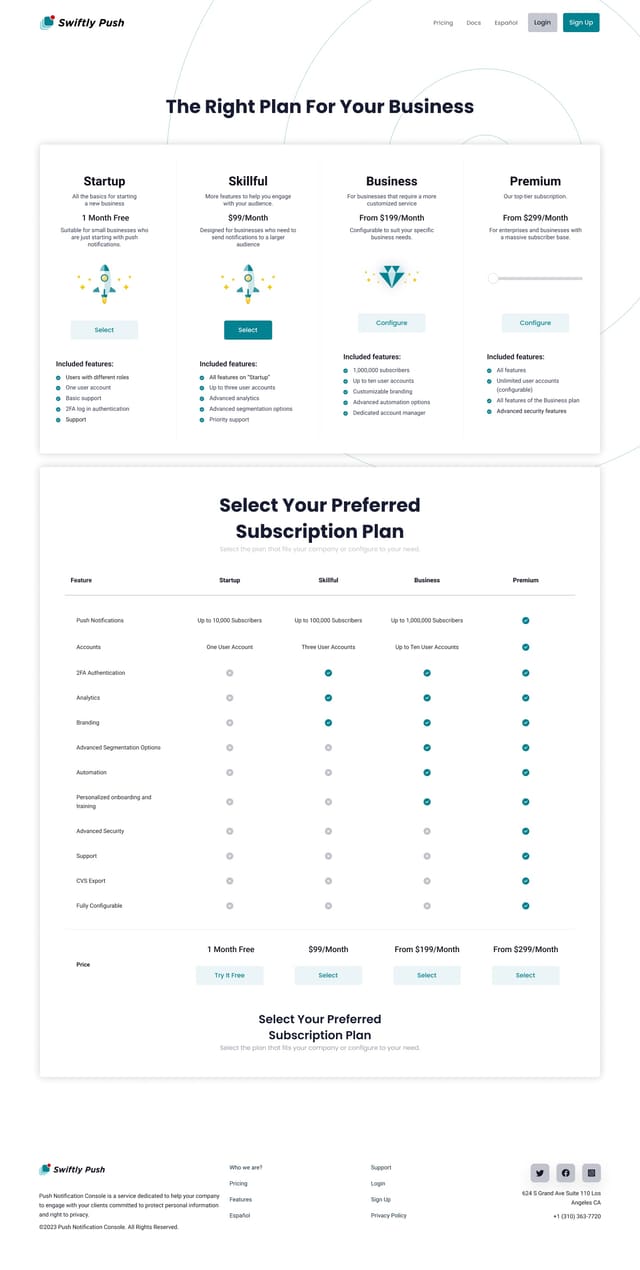 Swiftly Push
Pricing Docs Español Login Sign Up
The Right Plan For Your Business
Startup
All the basics for starting
a new business
1 Month Free
Suitable for small businesses who
are just starting with push
notifications.
Select
Included features:
Users with different roles
One user account
Basic support
2FA log in authentication
Support
Skillful
More features to help you engage
with your audience.
$99/Month
Designed for businesses who need to
send notifications to a larger
audience
Select
Included features:
All features on "Startup"
Up to three user accounts
Advanced analytics
Advanced segmentation options
Priority support
Business
For businesses that require a more
customized service
From $199/Month
Configurable to suit your specific
business needs.
Configure
Included features:
1,000,000 subscribers
Up to ten user accounts
Customizable branding
Advanced automation options
Dedicated account manager
Premium
Our top-tier subscription.
From $299/Month
For enterprises and businesses with
a massive subscriber base.
Configure
Included features:
All features
Unlimited user accounts
(configurable)
All features of the Business plan
Advanced security features
Select Your Preferred
Subscription Plan
Select the plan that fits your company or configure to your need.
Feature Startup Skillful Business Premium
Push Notifications Up to 10,000 Subscribers Up to 100,000 Subscribers Up to 1,000,000 Subscribers
Accounts One User Account Three User Accounts Up to Ten User Accounts
2FA Authentication
Analytics
Branding
Advanced Segmentation Options
Automation
Personalized onboarding and
training
Advanced Security
Support
CVS Export
Fully Configurable
Price
1 Month Free $99/Month From $199/Month From $299/Month
Try It Free Select Select Select
Select Your Preferred
Subscription Plan
Select the plan that fits your company or configure to your need.
Swiftly Push
Push Notification Console is a service dedicated to help your company
to engage with your clients committed to protect personal information
and right to privacy.
©2023 Push Notification Console. All Rights Reserved.
Who we are?
Pricing
Features
Español
Support
Login
Sign Up
Privacy Policy
624 S Grand Ave Suite 110 Los
Angeles CA
+1 (310) 363-7720